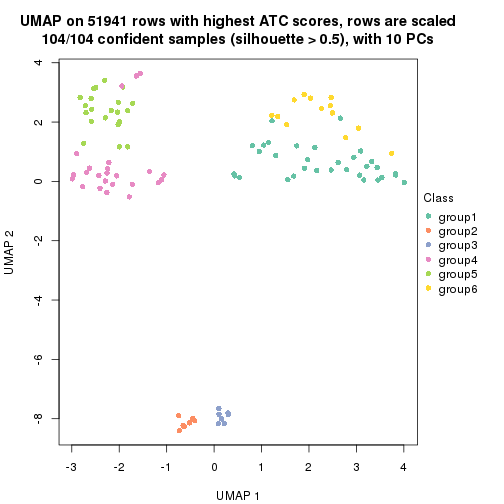 UMAP on 51941 rows with highest ATC scores, rows are scaled
104/104 confident samples (silhouette > 0.5), with 10 PCs
4
2
0
-2
-4
-6
-8
UMAP 2
-3 -2 -1 0 1 2 3 4
UMAP 1
Class
group1
group2
group3
group4
group5
group6